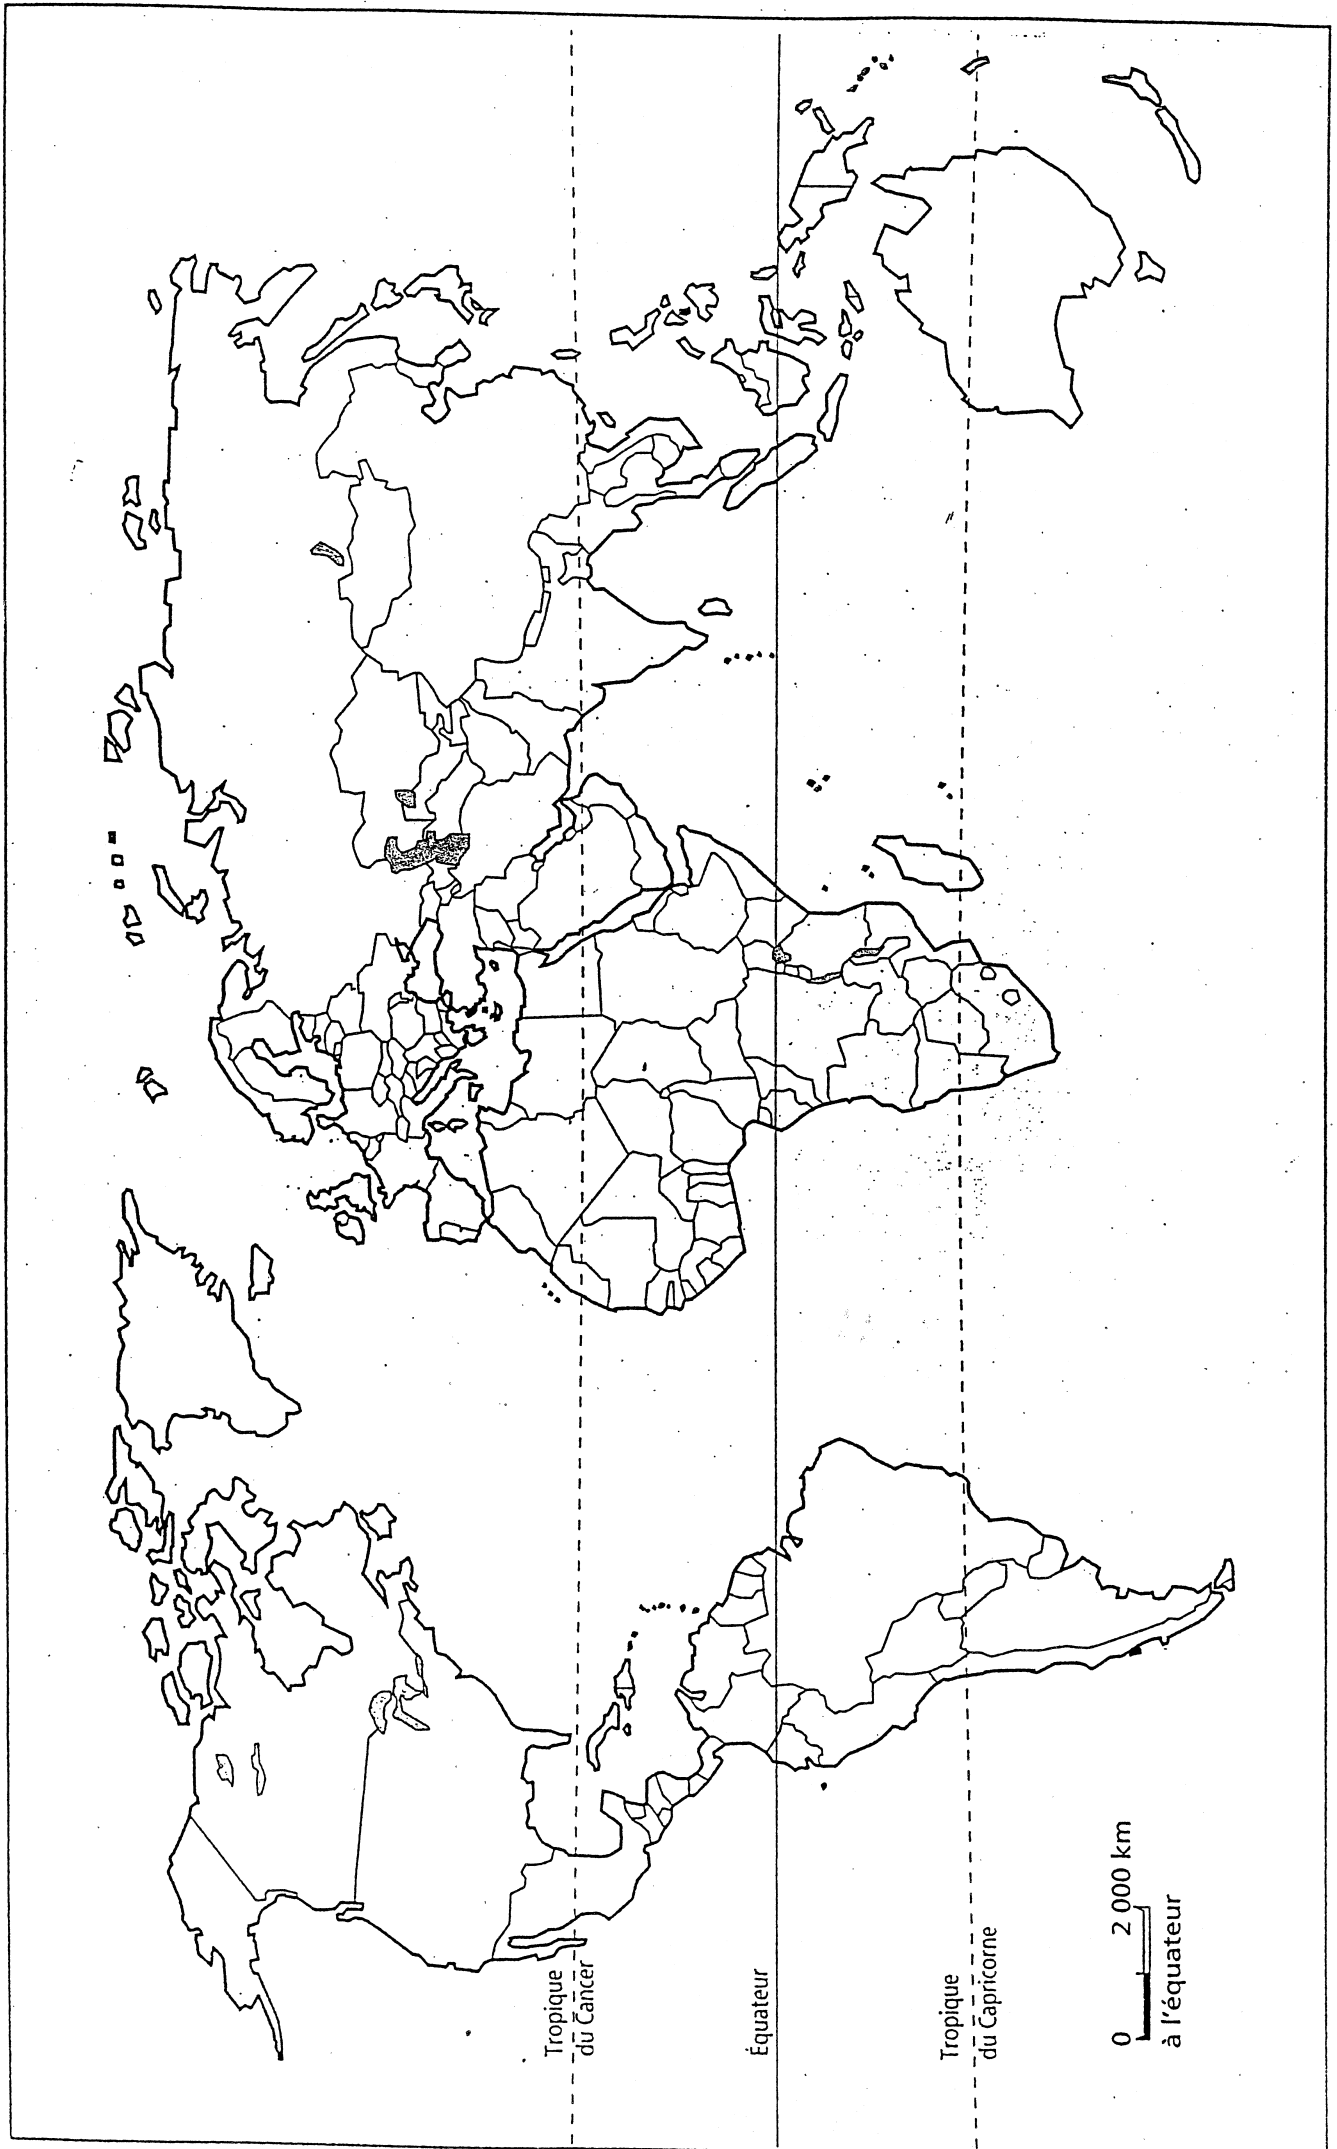 Tropique
du Cancer
Équateur
Tropique
du Capricorne
0 2 000 km
à l'équateur